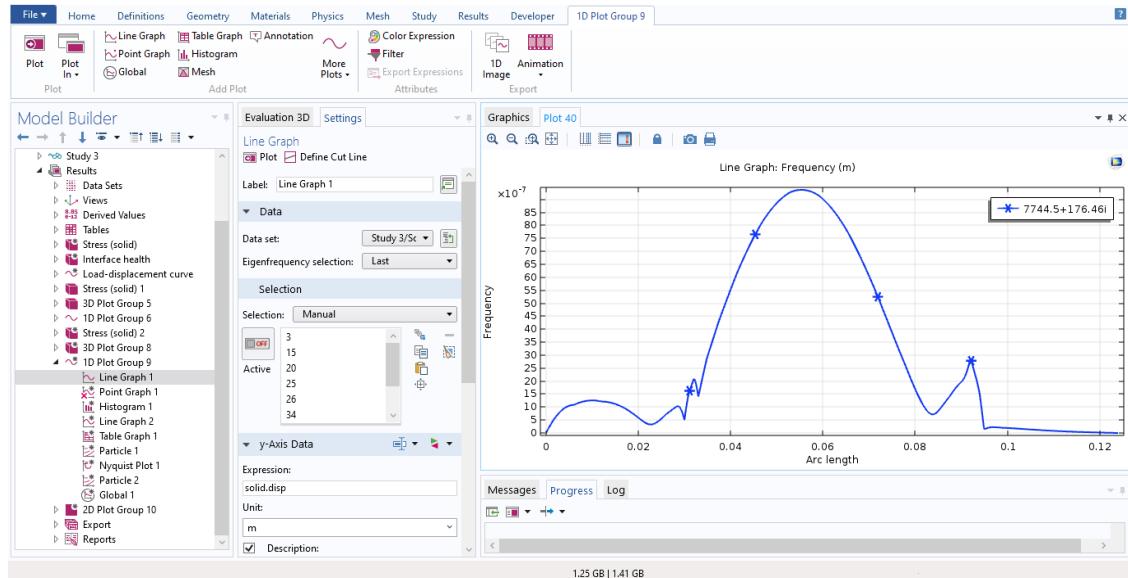 File ▾ Home Definitions Geometry Materials Physics Mesh Study Results Developer 1D Plot Group 9 ?
Plot
Plot In
Plot
Line Graph Table Graph Annotation
Point Graph Histogram
Global Mesh
More Plots
Add Plot
Color Expression
Filter
Export Expressions
Attributes
1D Image
Animation
Export
Model Builder
Study 3
Results
Data Sets
Views
8.85 e-12 Derived Values
Tables
Stress (solid)
Interface health
Load-displacement curve
Stress (solid) 1
3D Plot Group 5
1D Plot Group 6
Stress (solid) 2
3D Plot Group 8
1D Plot Group 9
Line Graph 1
Point Graph 1
Histogram 1
Line Graph 2
Table Graph 1
Particle 1
Nyquist Plot 1
Particle 2
Global 1
2D Plot Group 10
Export
Reports
Evaluation 3D Settings
Line Graph
Plot Define Cut Line
Label: Line Graph 1
Data
Data set: Study 3/Sc
Eigenfrequency selection: Last
Selection
Selection: Manual
OFF
Active
3
15
20
25
26
34
y-Axis Data
Expression:
solid.disp
Unit:
m
Description:
Graphics Plot 40
Line Graph: Frequency (m)
×10⁻⁷
7744.5+176.46i
85
80
75
70
65
60
55
50
45
40
35
30
25
20
15
10
5
0
Frequency
0 0.02 0.04 0.06 0.08 0.1 0.12
Arc length
Messages Progress Log
1.25 GB | 1.41 GB